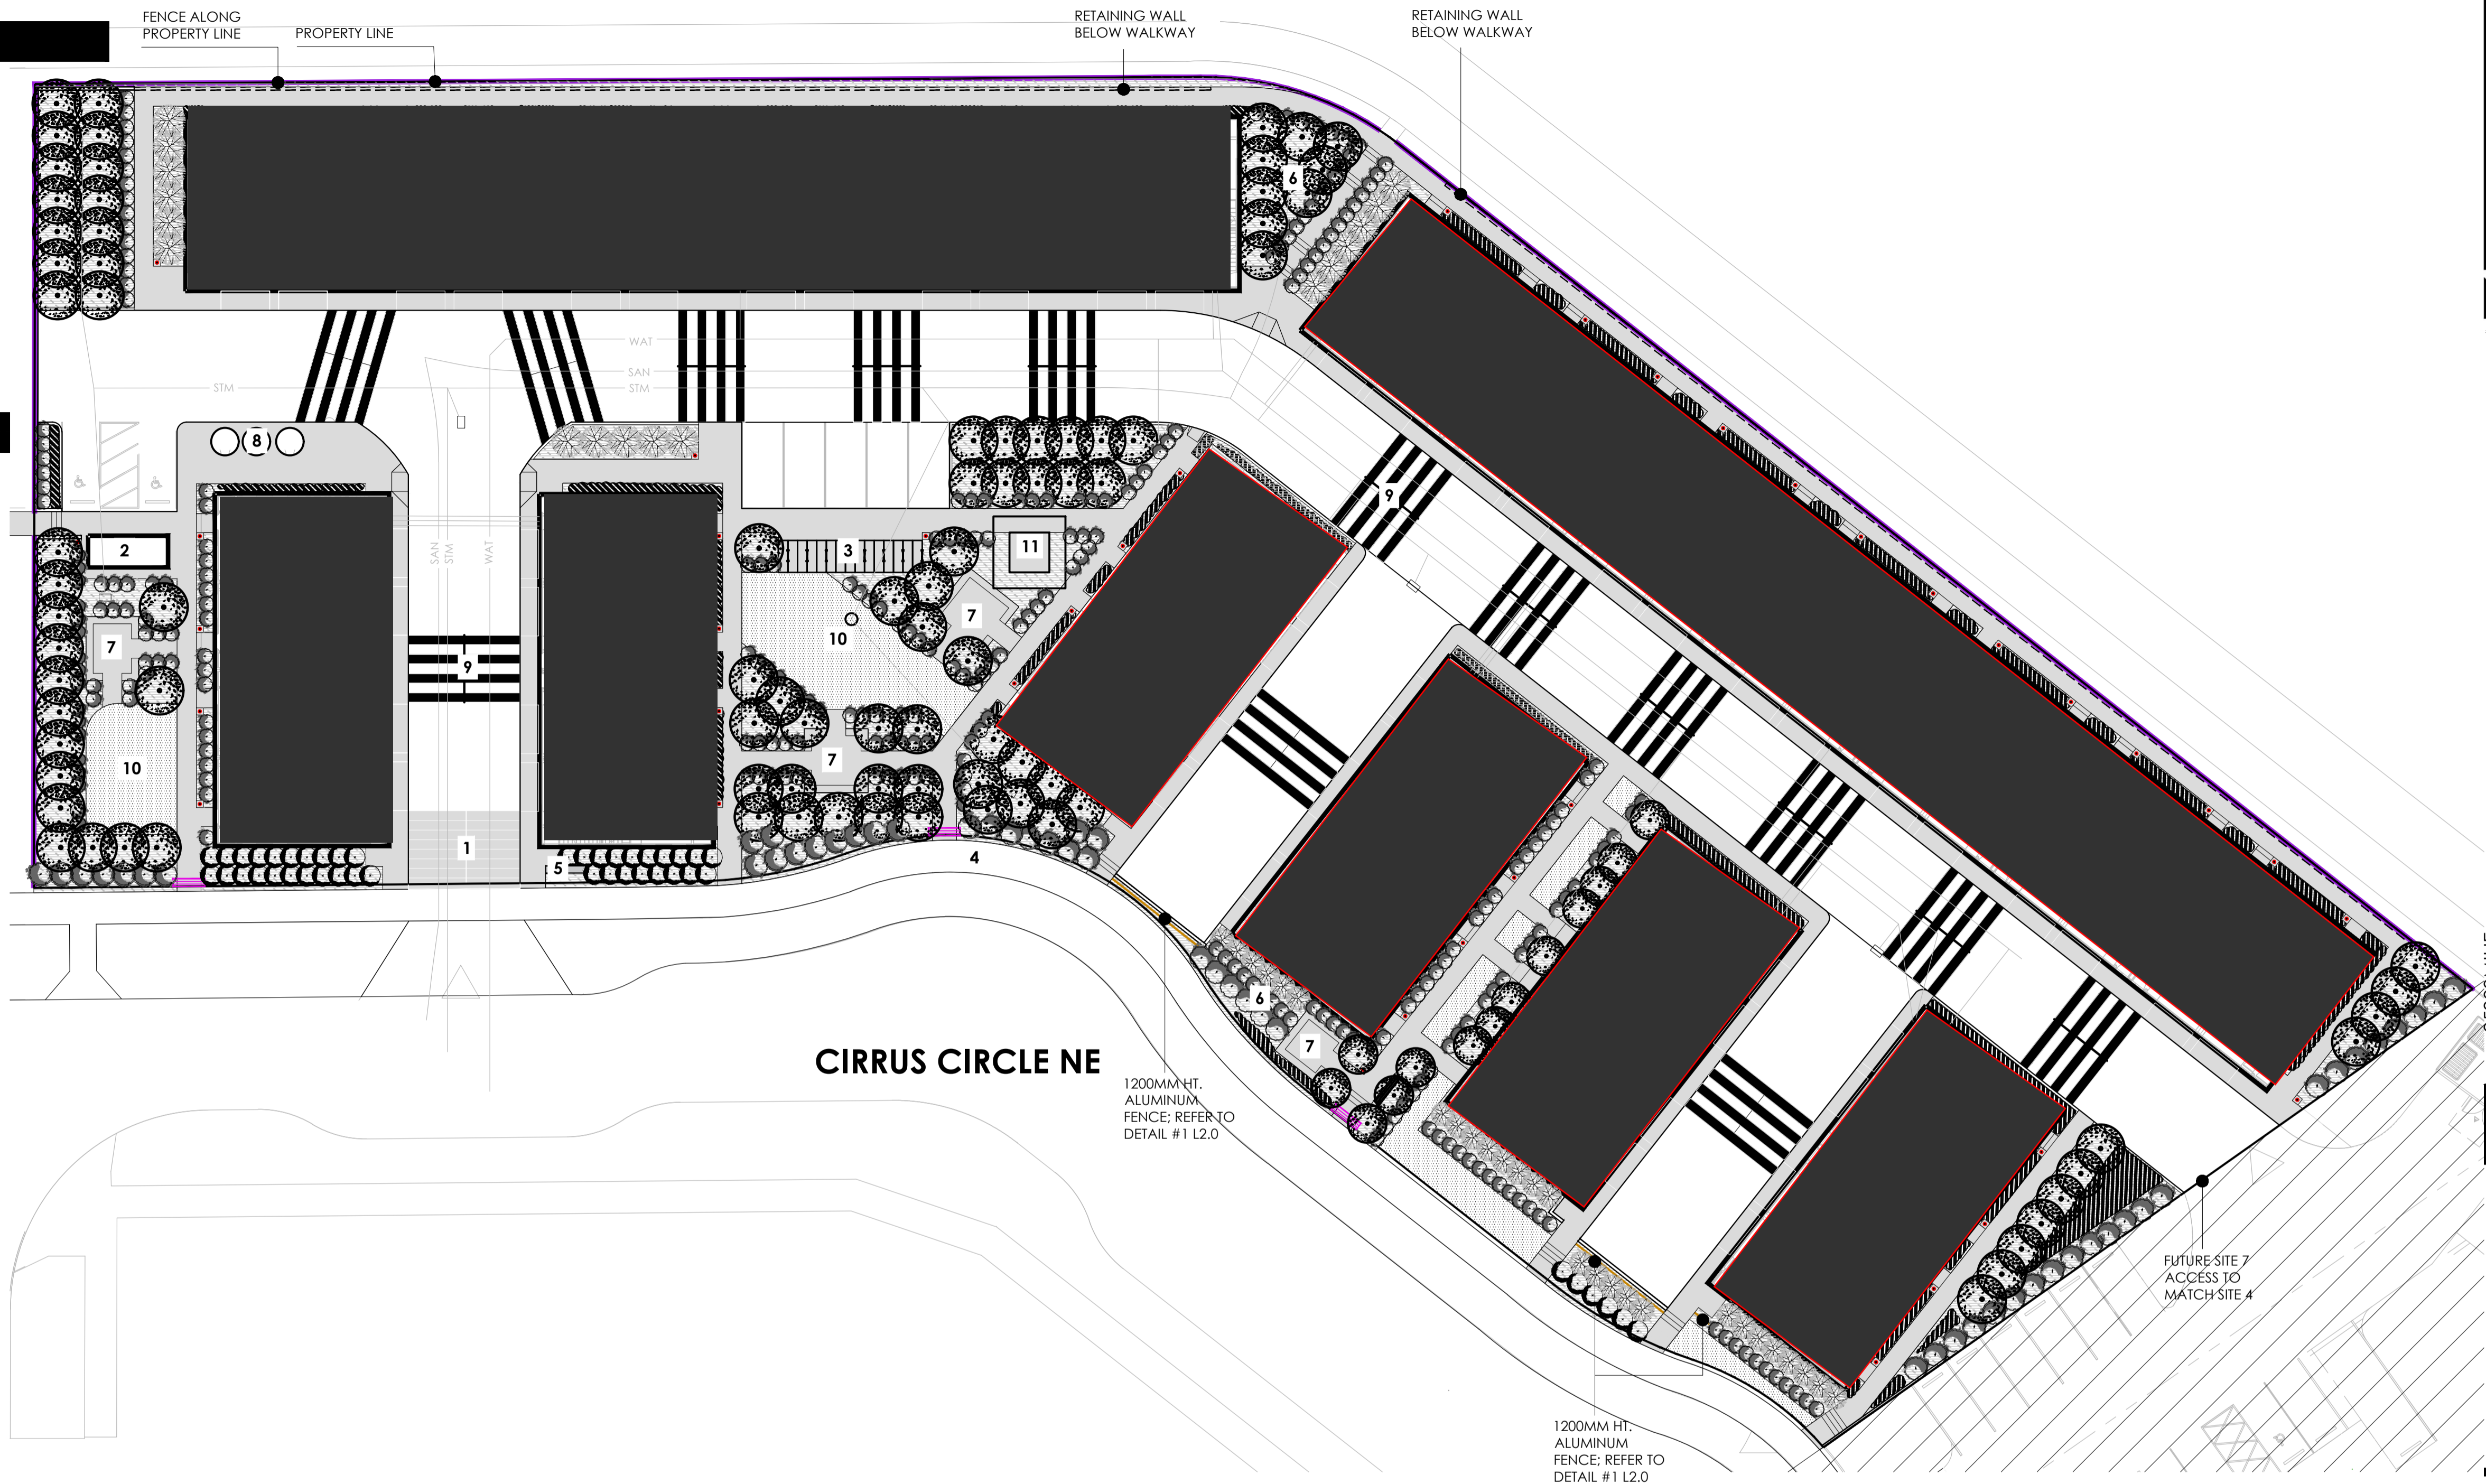 FENCE ALONG
PROPERTY LINE
PROPERTY LINE
RETAINING WALL
BELOW WALKWAY
RETAINING WALL
BELOW WALKWAY
6
WAT
SAN
STM
STM
8
9
2
3
11
SAN
STM
WAT
7
10
7
9
10
7
1
5
4
6
7
CIRRUS CIRCLE NE
1200MM HT.
ALUMINUM
FENCE; REFER TO
DETAIL #1 L2.0
FUTURE SITE 7
ACCESS TO
MATCH SITE 4
1200MM HT.
ALUMINUM
FENCE; REFER TO
DETAIL #1 L2.0